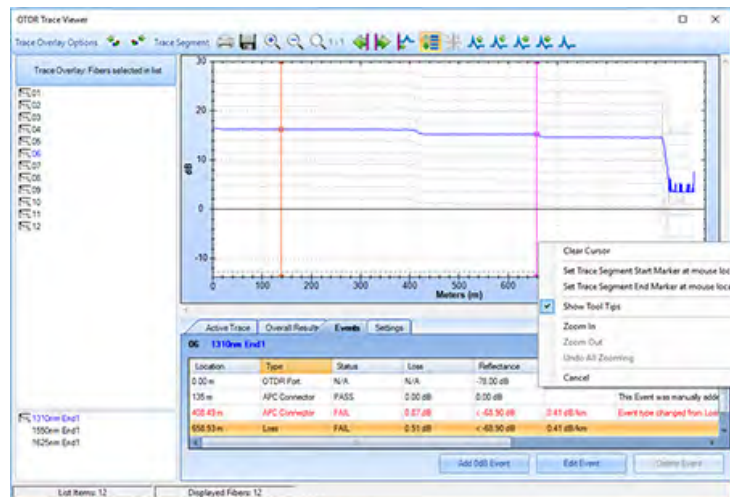 OTDR Trace Viewer
Trace Overlay Options Trace Segment: 1:1
Trace Overlay: Fibers selected in list
01
02
03
04
05
06
07
08
09
10
11
12
30
20
10
0
-10
dB
0 100 200 300 400 500 600
Meters (m)
Clear Cursor
Set Trace Segment Start Marker at mouse loc
Set Trace Segment End Marker at mouse loca
Show Tool Tips
Zoom In
Zoom Out
Undo All Zooming
Cancel
Active Trace Overall Results Events Settings
06 1310nm End1
Location Type Status Loss Reflectance
0.00 m OTDR Port N/A N/A -78.00 dB
135 m APC Connector PASS 0.00 dB 0.00 dB This Event was manually adde
408.49 m APC Connector FAIL 0.87 dB < -68.90 dB 0.41 dB/km Event type changed from Loss
658.53 m Loss FAIL 0.51 dB < -68.90 dB 0.41 dB/km
1310nm End1
1550nm End1
1625nm End1
Add 0dB Event Edit Event Delete Event
List Items: 12 Displayed Fibers: 12